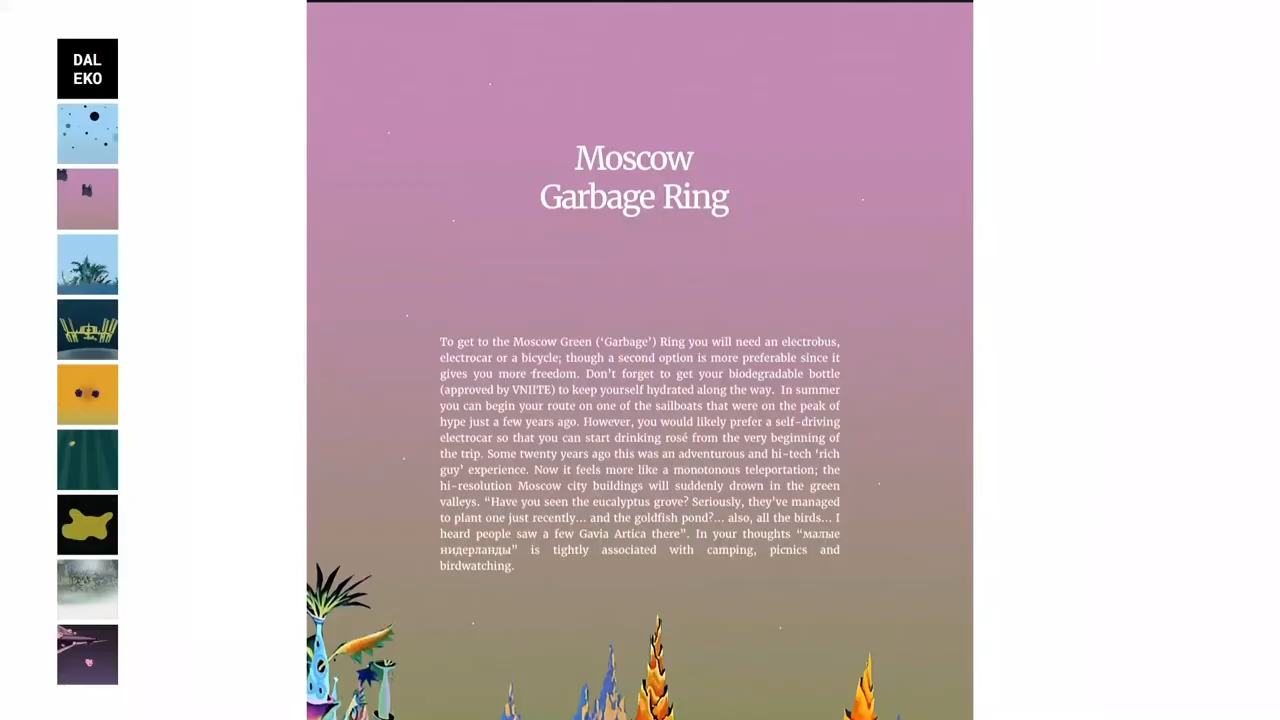 DAL
EKO
Moscow
Garbage Ring
To get to the Moscow Green (‘Garbage’) Ring you will need an electrobus,
electrocar or a bicycle; though a second option is more preferable since it
gives you more freedom. Don’t forget to get your biodegradable bottle
(approved by VNIITE) to keep yourself hydrated along the way. In summer
you can begin your route on one of the sailboats that were on the peak of
hype just a few years ago. However, you would likely prefer a self-driving
electrocar so that you can start drinking rosé from the very beginning of
the trip. Some twenty years ago this was an adventurous and hi-tech ‘rich
guy’ experience. Now it feels more like a monotonous teleportation; the
hi-resolution Moscow city buildings will suddenly drown in the green
valleys. “Have you seen the eucalyptus grove? Seriously, they’ve managed
to plant one just recently… and the goldfish pond?… also, all the birds… I
heard people saw a few Gavia Artica there”. In your thoughts “малые
нидерланды” is tightly associated with camping, picnics and
birdwatching.